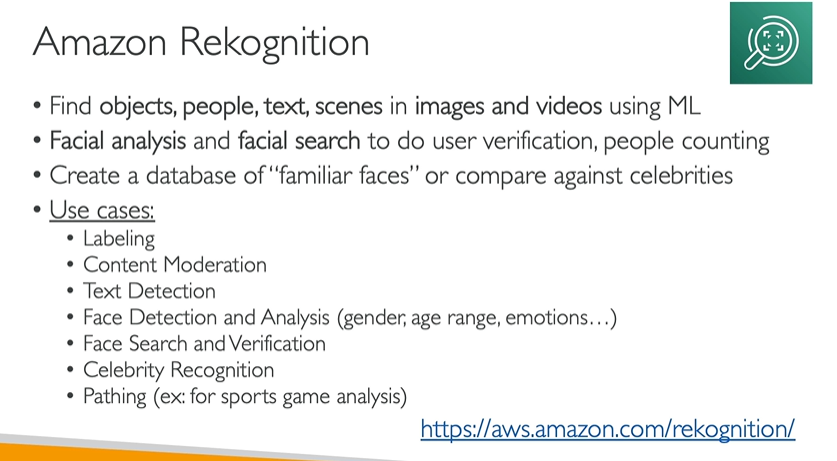 Amazon Rekognition
• Find objects, people, text, scenes in images and videos using ML
• Facial analysis and facial search to do user verification, people counting
• Create a database of “familiar faces” or compare against celebrities
• Use cases:
• Labeling
• Content Moderation
• Text Detection
• Face Detection and Analysis (gender, age range, emotions…)
• Face Search and Verification
• Celebrity Recognition
• Pathing (ex: for sports game analysis)
https://aws.amazon.com/rekognition/